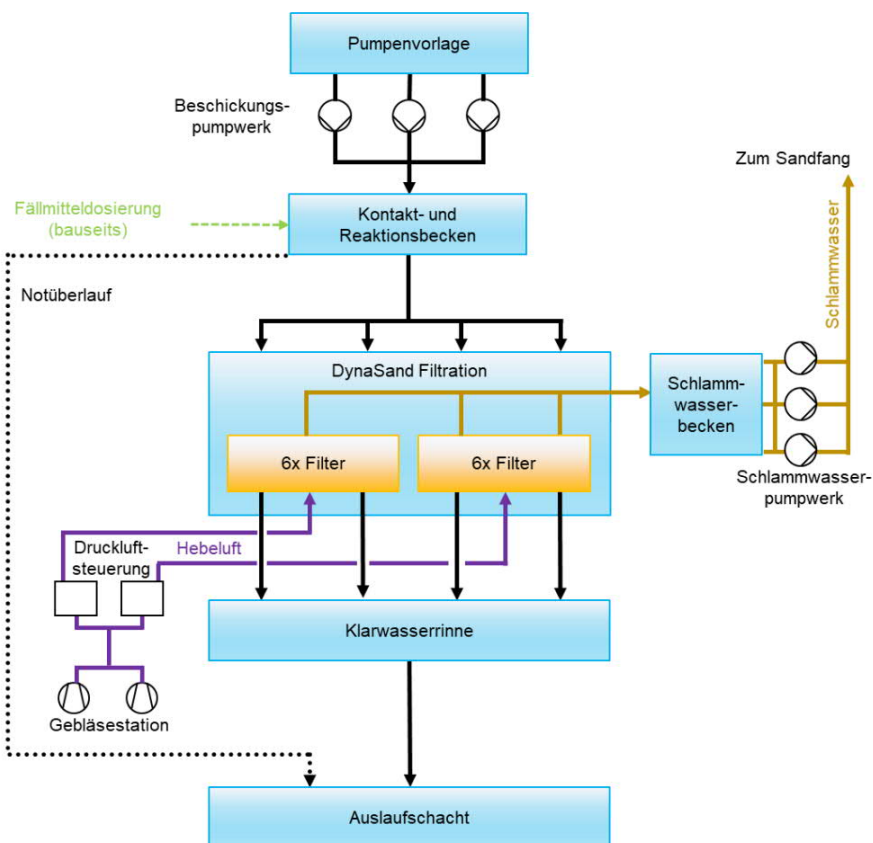 Pumpenvorlage
Beschickungs-
pumpwerk
Zum Sandfang
Fällmitteldosierung
(bauseits)
Kontakt- und
Reaktionsbecken
Schlammwasser
Notüberlauf
DynaSand Filtration
Schlamm-
wasser-
becken
6x Filter
6x Filter
Schlammwasser-
pumpwerk
Druckluft-
steuerung
Hebeluft
Klarwasserrinne
Gebläsestation
Auslaufschacht